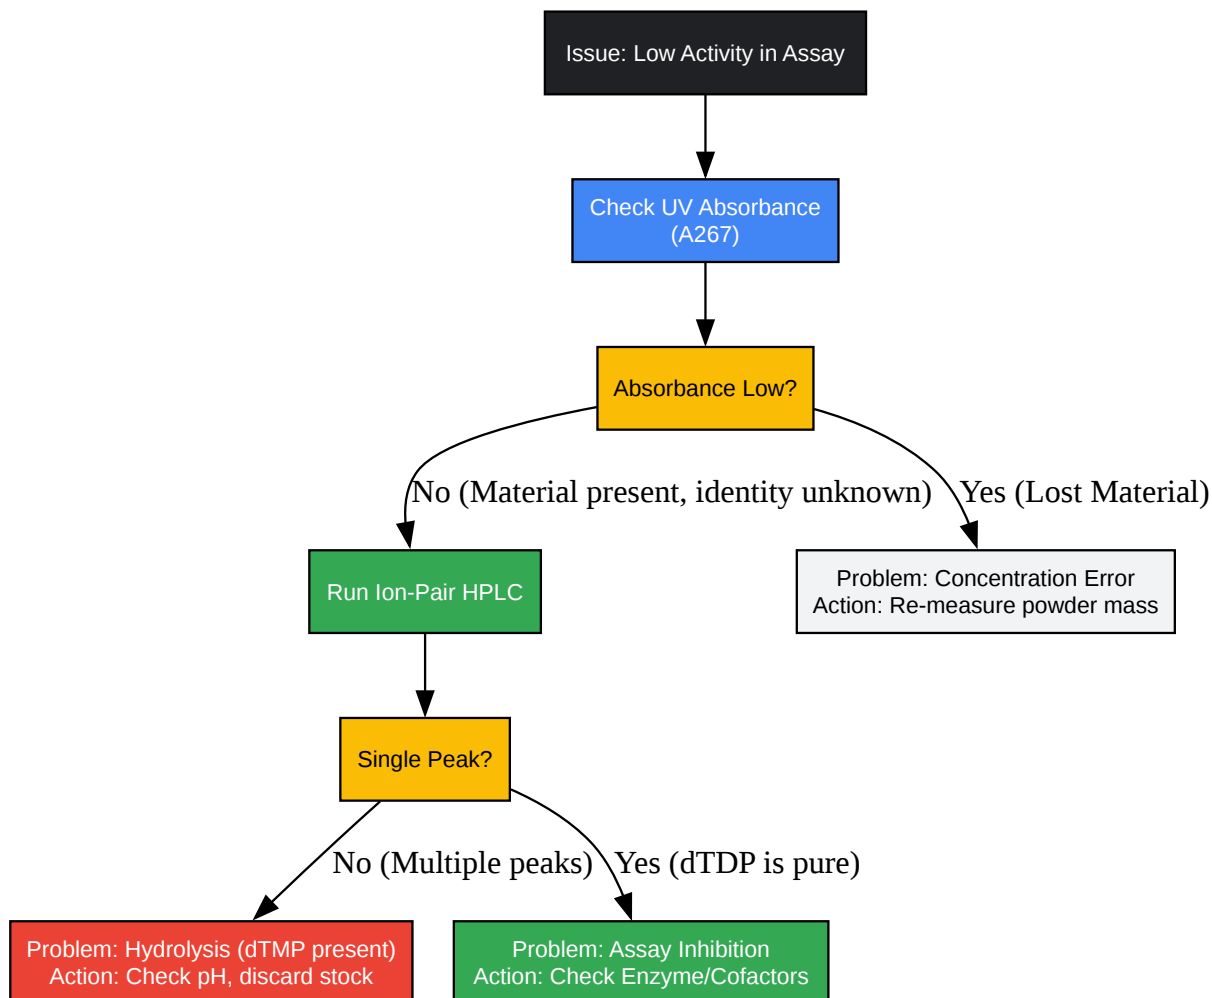 Issue: Low Activity in Assay
Check UV Absorbance
(A267)
Absorbance Low?
No (Material present, identity unknown)
Yes (Lost Material)
Run Ion-Pair HPLC
Problem: Concentration Error
Action: Re-measure powder mass
Single Peak?
No (Multiple peaks)
Yes (dTDP is pure)
Problem: Hydrolysis (dTMP present)
Action: Check pH, discard stock
Problem: Assay Inhibition
Action: Check Enzyme/Cofactors